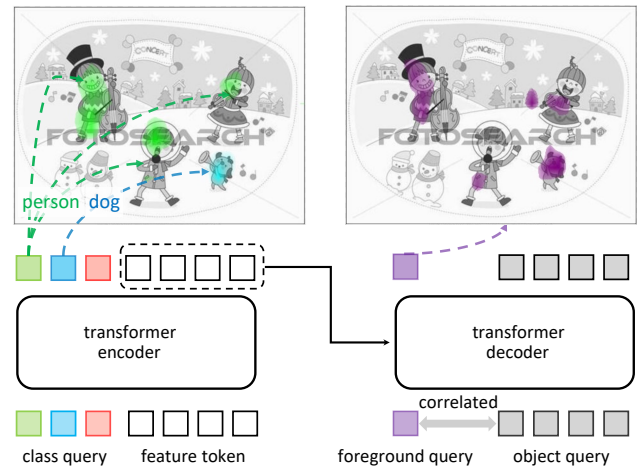 CONCERT
CONCERT
FOTOSEARCH
FOTOSEARCH
person dog
transformer
encoder
transformer
decoder
correlated
class query
feature token
foreground query
object query